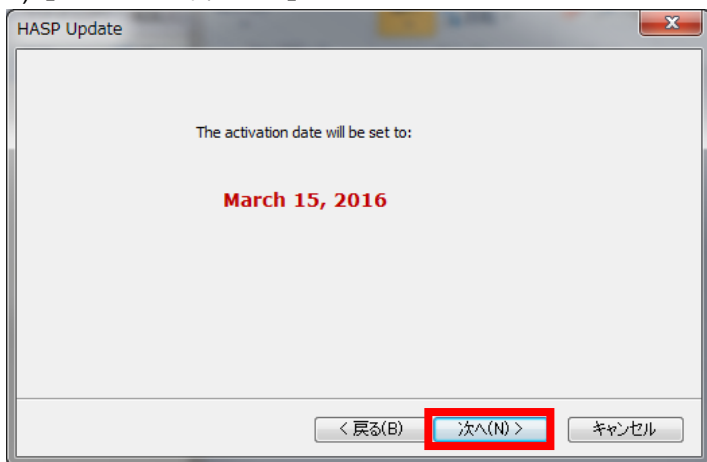 HASP Update
The activation date will be set to:
March 15, 2016
< 戻る(B) 次へ(N) > キャンセル